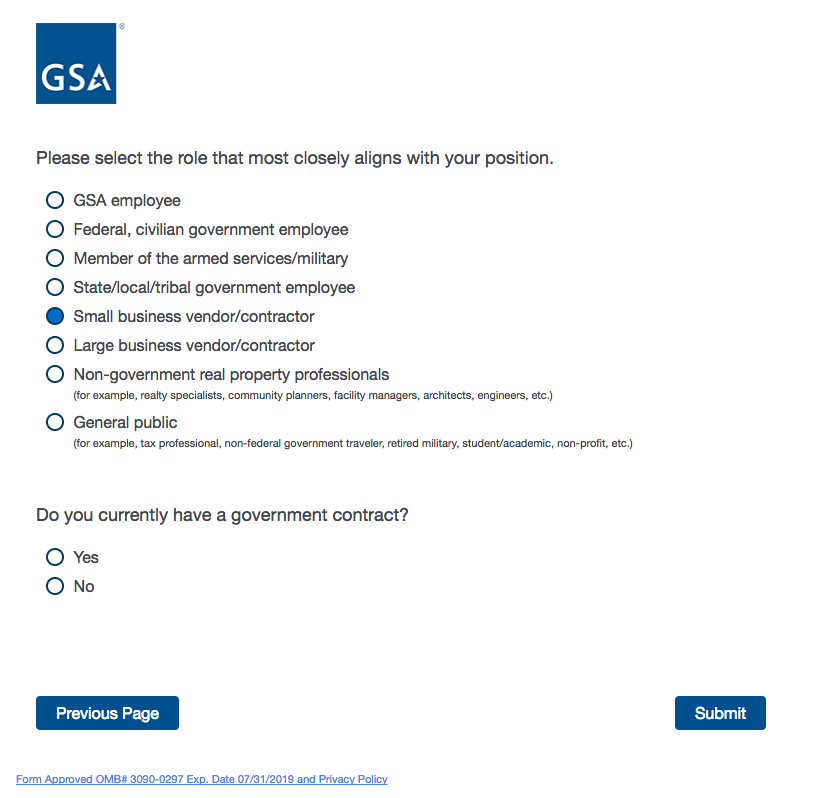 ®
GSA
Please select the role that most closely aligns with your position.
GSA employee
Federal, civilian government employee
Member of the armed services/military
State/local/tribal government employee
Small business vendor/contractor
Large business vendor/contractor
Non-government real property professionals
(for example, realty specialists, community planners, facility managers, architects, engineers, etc.)
General public
(for example, tax professional, non-federal government traveler, retired military, student/academic, non-profit, etc.)
Do you currently have a government contract?
Yes
No
Previous Page
Submit
Form Approved OMB# 3090-0297 Exp. Date 07/31/2019 and Privacy Policy